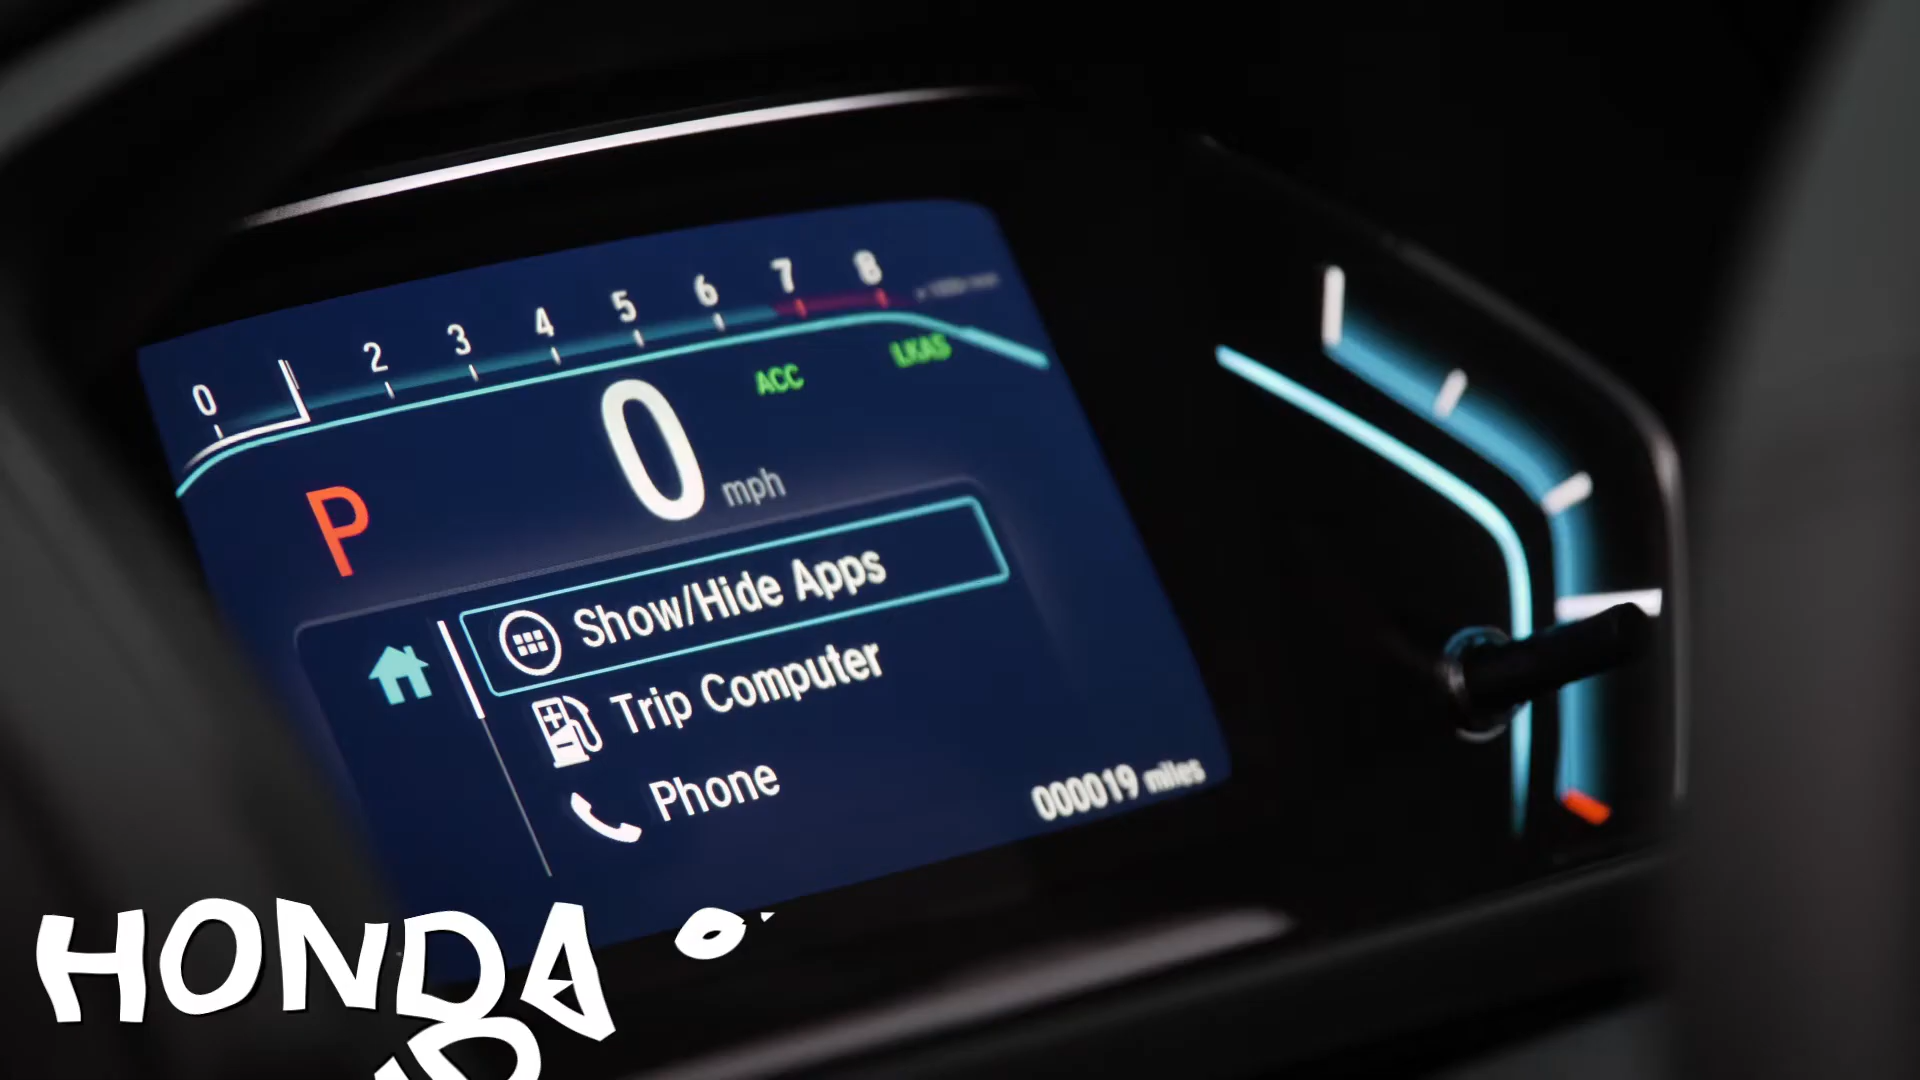 0 2 3 4 5 6 7 8
ACC LKAS
P 0 mph
Show/Hide Apps
Trip Computer
Phone
000019 miles
HONDA